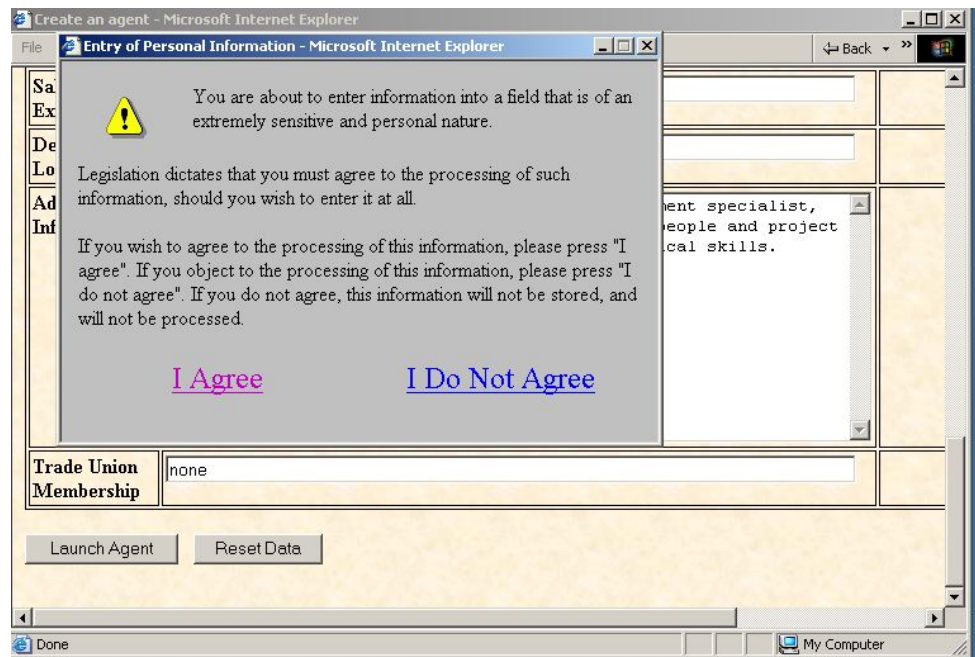 Create an agent - Microsoft Internet Explorer
File
Entry of Personal Information - Microsoft Internet Explorer
Back
You are about to enter information into a field that is of an
extremely sensitive and personal nature.
Legislation dictates that you must agree to the processing of such
information, should you wish to enter it at all.
If you wish to agree to the processing of this information, please press "I
agree". If you object to the processing of this information, please press "I
do not agree". If you do not agree, this information will not be stored, and
will not be processed.
I Agree
I Do Not Agree
Sa
Ex
De
Lo
Ad
Inf
ent specialist,
eople and project
cal skills.
Trade Union
Membership
none
Launch Agent
Reset Data
Done
My Computer